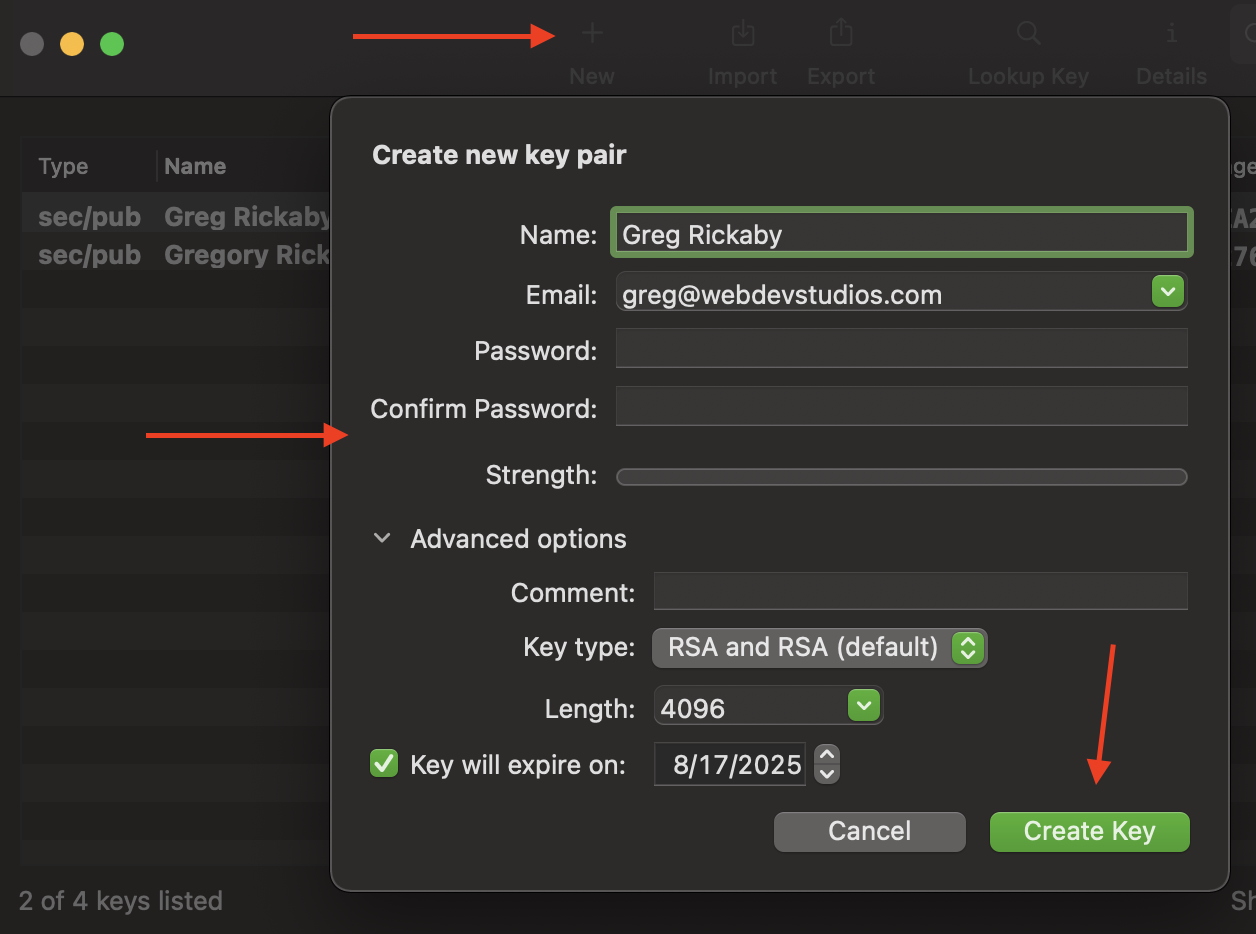 New Import Export Lookup Key Details
Create new key pair
Type Name
sec/pub Greg Rickaby
sec/pub Gregory Rick
Name: Greg Rickaby
Email: greg@webdevstudios.com
Password:
Confirm Password:
Strength:
Advanced options
Comment:
Key type: RSA and RSA (default)
Length: 4096
Key will expire on: 8/17/2025
Cancel Create Key
2 of 4 keys listed